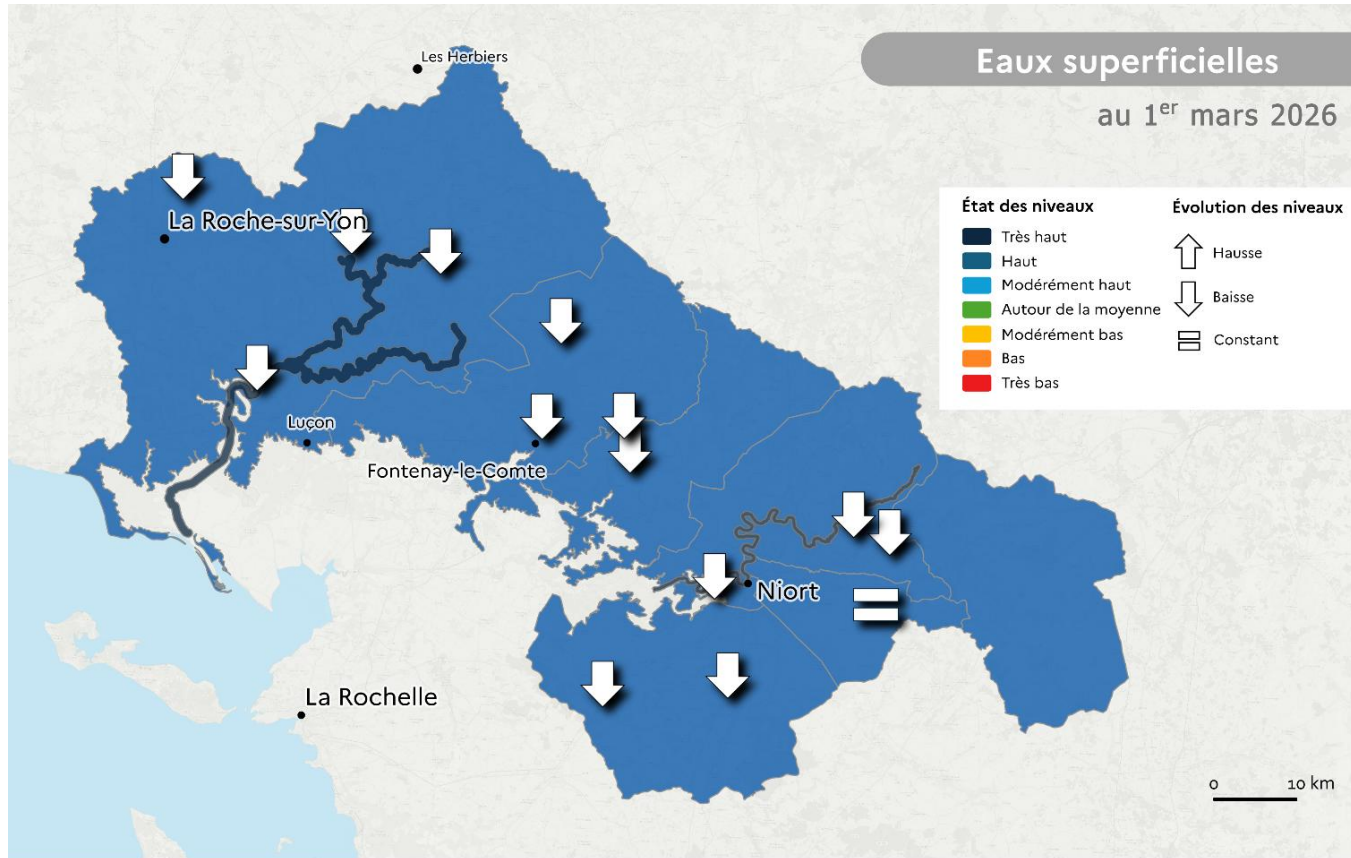 Les Herbiers
Eaux superficielles
au 1er mars 2026
La Roche-sur-Yon
Luçon
Fontenay-le-Comte
Niort
La Rochelle
État des niveaux
Très haut
Haut
Modérément haut
Autour de la moyenne
Modérément bas
Bas
Très bas
Évolution des niveaux
Hausse
Baisse
Constant
0 10 km